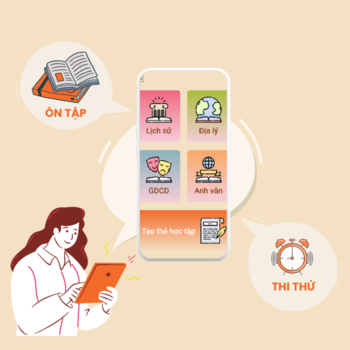 ÔN TẬP
Lịch sử
Địa lý
GDCD
Anh văn
Tạo thẻ học tập
THI THỬ